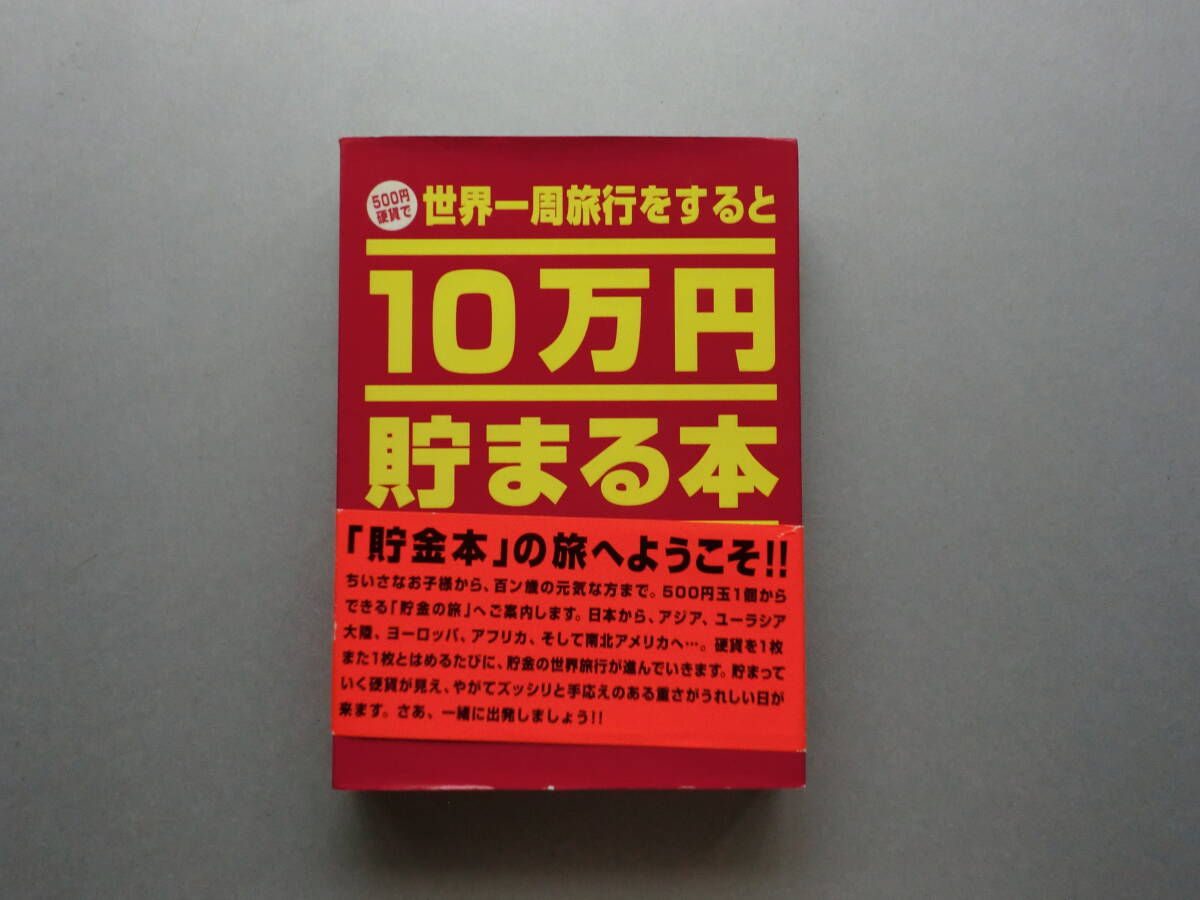 500円
硬貨で
世界一周旅行をすると
10万円
貯まる本
「貯金本」の旅へようこそ!!
ちいさなお子様から、百ン歳の元気な方まで。500円玉1個から
できる「貯金の旅」へご案内します。日本から、アジア、ユーラシア
大陸、ヨーロッパ、アフリカ、そして南北アメリカへ…。硬貨を1枚
また1枚とはめるたびに、貯金の世界旅行が進んでいきます。貯まって
いく硬貨が見え、やがてズッシリと手応えのある重さがうれしい日が
来ます。さあ、一緒に出発しましょう!!